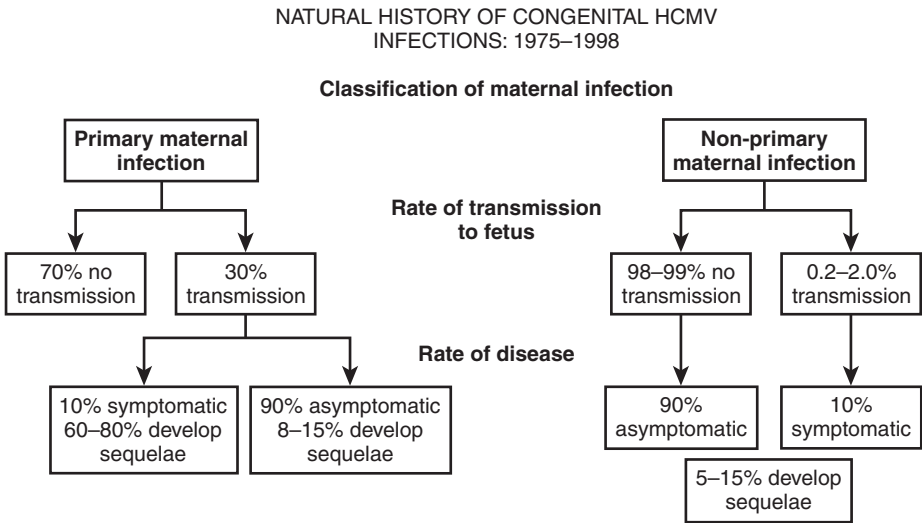 NATURAL HISTORY OF CONGENITAL HCMV
INFECTIONS: 1975–1998
Classification of maternal infection
Primary maternal
infection
Non-primary
maternal infection
Rate of transmission
to fetus
70% no
transmission
30%
transmission
98–99% no
transmission
0.2–2.0%
transmission
Rate of disease
10% symptomatic
60–80% develop
sequelae
90% asymptomatic
8–15% develop
sequelae
90%
asymptomatic
10%
symptomatic
5–15% develop
sequelae